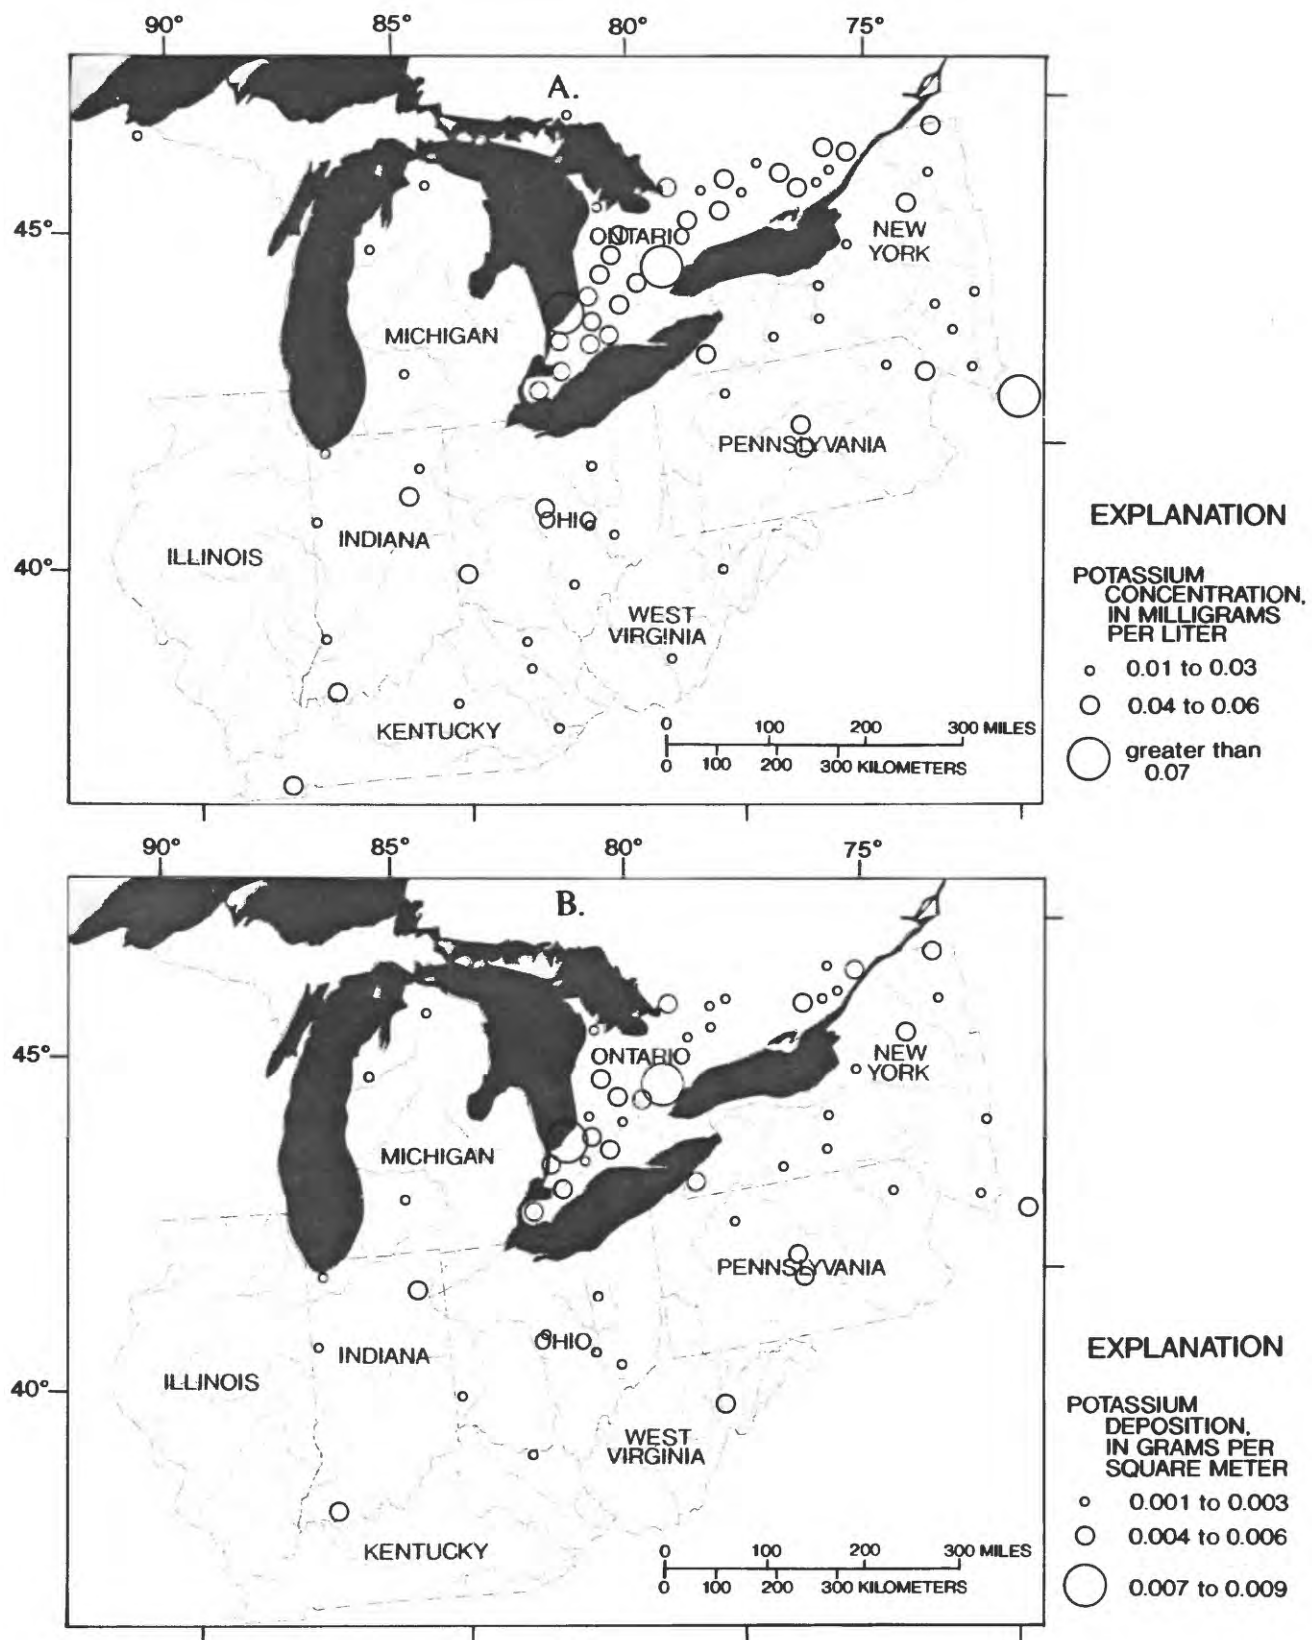 90° 85° 80° 75°
A.
45°
ONTARIO
NEW
YORK
MICHIGAN
PENNSLYVANIA
OHIO
INDIANA
ILLINOIS
40°
WEST
VIRGINIA
KENTUCKY
0 100 200 300 MILES
0 100 200 300 KILOMETERS
EXPLANATION
POTASSIUM
CONCENTRATION,
IN MILLIGRAMS
PER LITER
0.01 to 0.03
0.04 to 0.06
greater than
0.07
90° 85° 80° 75°
B.
45°
ONTARIO
NEW
YORK
MICHIGAN
PENNSLYVANIA
OHIO
INDIANA
ILLINOIS
40°
WEST
VIRGINIA
KENTUCKY
0 100 200 300 MILES
0 100 200 300 KILOMETERS
EXPLANATION
POTASSIUM
DEPOSITION,
IN GRAMS PER
SQUARE METER
0.001 to 0.003
0.004 to 0.006
0.007 to 0.009